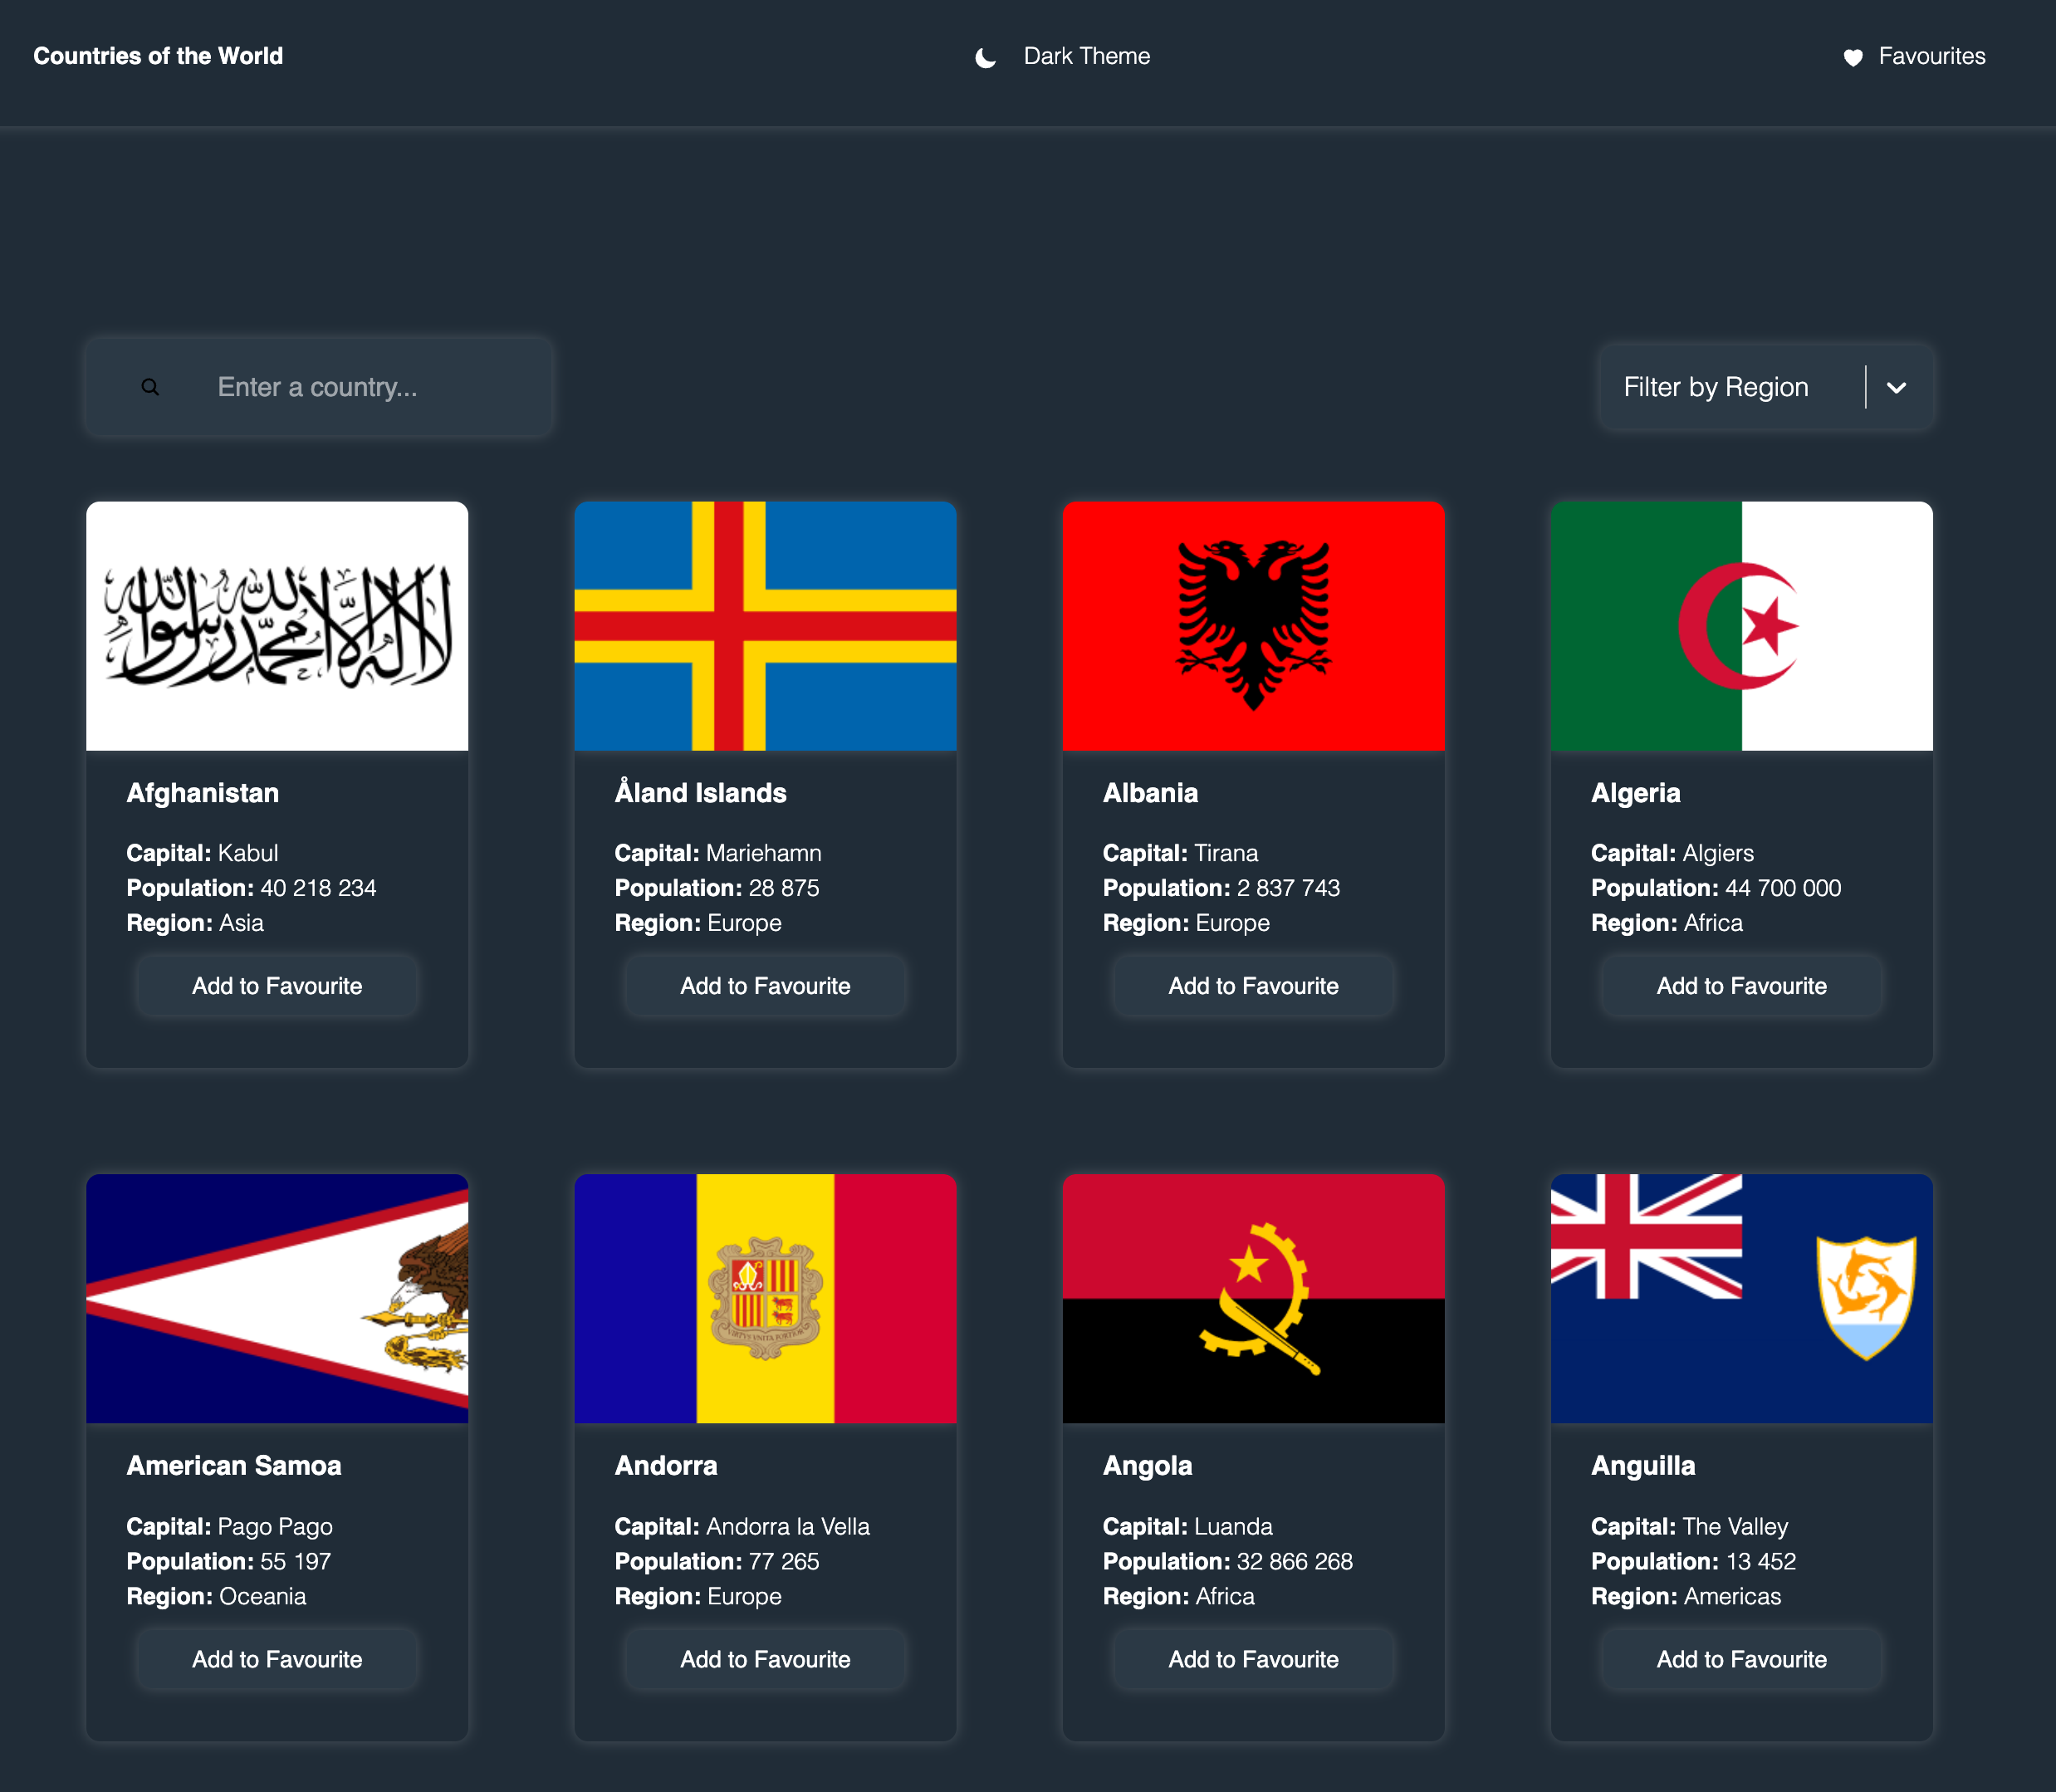 Countries of the World
Dark Theme
Favourites
Enter a country...
Filter by Region
لا إله إلا الله محمد رسول الله
Afghanistan
Capital: Kabul
Population: 40 218 234
Region: Asia
Add to Favourite
Åland Islands
Capital: Mariehamn
Population: 28 875
Region: Europe
Add to Favourite
Albania
Capital: Tirana
Population: 2 837 743
Region: Europe
Add to Favourite
Algeria
Capital: Algiers
Population: 44 700 000
Region: Africa
Add to Favourite
American Samoa
Capital: Pago Pago
Population: 55 197
Region: Oceania
Add to Favourite
VIRTVS VNITA FORTIOR
Andorra
Capital: Andorra la Vella
Population: 77 265
Region: Europe
Add to Favourite
Angola
Capital: Luanda
Population: 32 866 268
Region: Africa
Add to Favourite
Anguilla
Capital: The Valley
Population: 13 452
Region: Americas
Add to Favourite